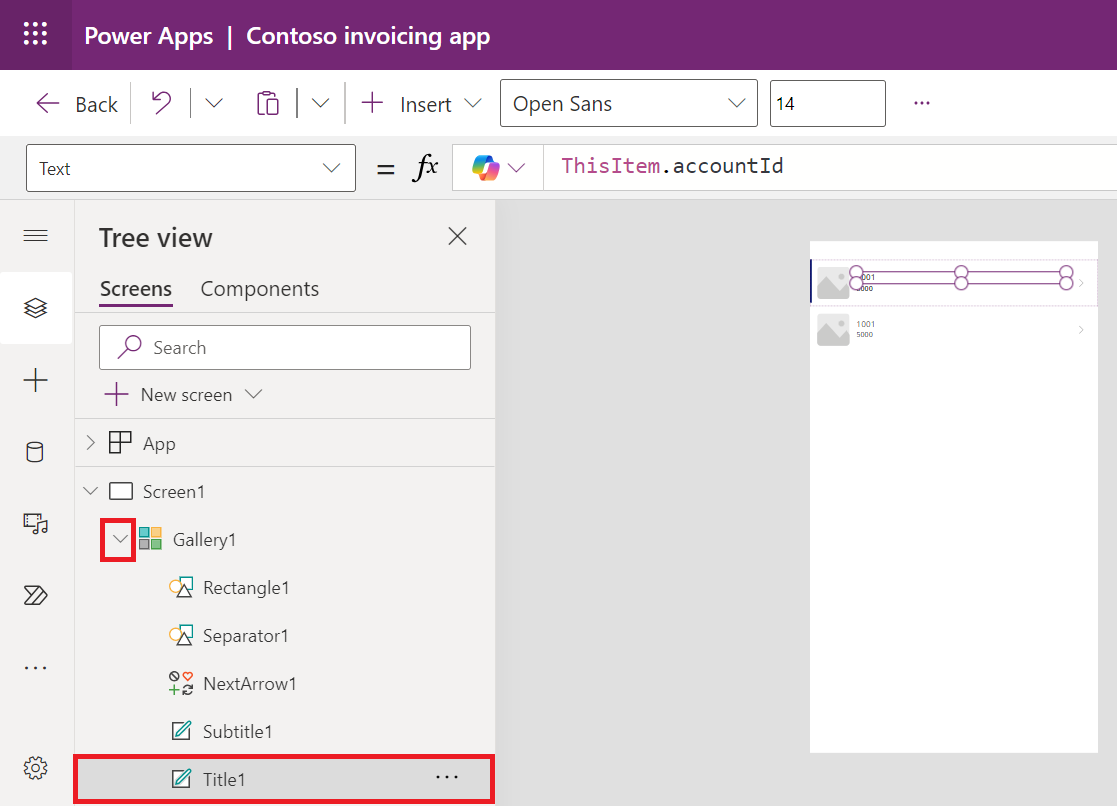 Power Apps | Contoso invoicing app
Back
Insert
Open Sans
14
...
Text
= fx
ThisItem.accountId
Tree view
Screens
Components
Search
New screen
App
Screen1
Gallery1
Rectangle1
Separator1
NextArrow1
Subtitle1
Title1
...
5000
1001
5000